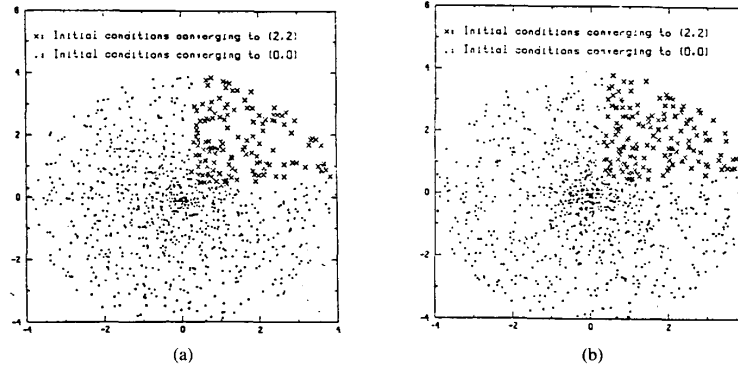 6
×: Initial conditions converging to (2.2)
.: Initial conditions converging to (0.0)
4
2
0
-2
-4
-4 -2 0 2 4
(a)
6
×: Initial conditions converging to (2.2)
.: Initial conditions converging to (0.0)
4
2
0
-2
-4
-4 -2 0 2
(b)